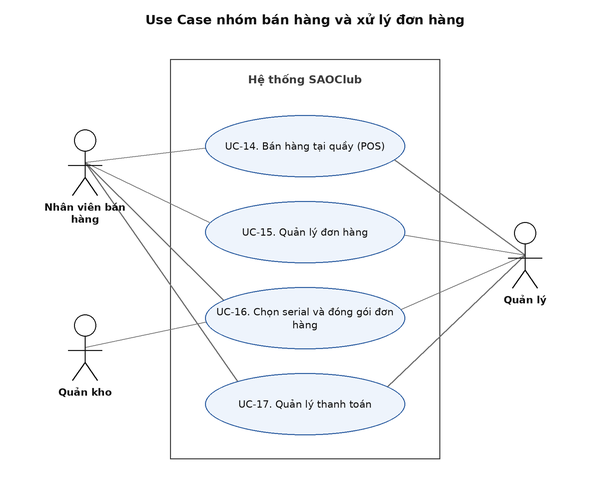 Use Case nhóm bán hàng và xử lý đơn hàng
Hệ thống SAOClub
UC-14. Bán hàng tại quầy (POS)
Nhân viên bán
hàng
UC-15. Quản lý đơn hàng
Quản lý
UC-16. Chọn serial và đóng gói đơn
hàng
Quản kho
UC-17. Quản lý thanh toán